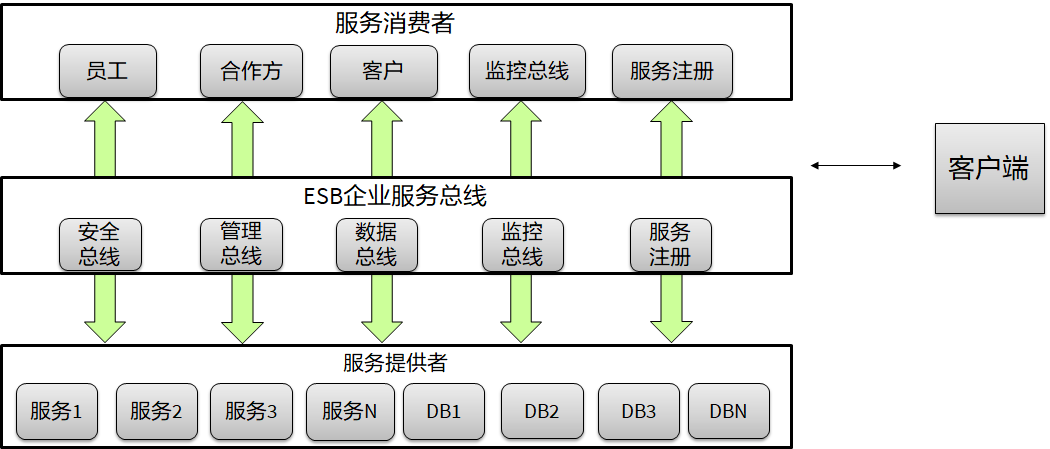 服务消费者
员工
合作方
客户
监控总线
服务注册
客户端
ESB企业服务总线
安全
总线
管理
总线
数据
总线
监控
总线
服务
注册
服务提供者
服务1
服务2
服务3
服务N
DB1
DB2
DB3
DBN